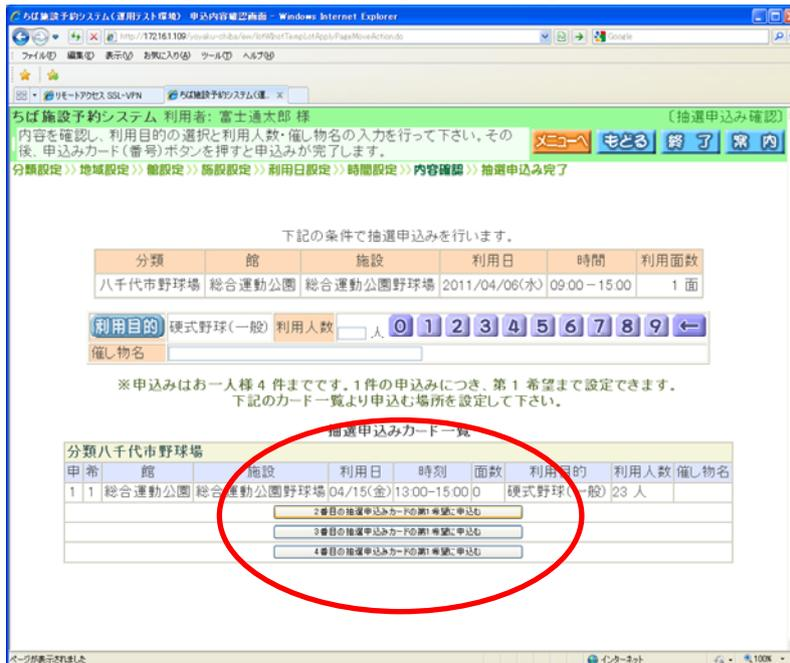 ちば施設予約システム(運用テスト環境) 申込内容確認画面 - Windows Internet Explorer
http://172.16.1.109/yoyaku-chiba/ew/lotWInstTempLotApplyPageMoveAction.do
Google
ファイル(F) 編集(E) 表示(V) お気に入り(A) ツール(T) ヘルプ(H)
リモートアクセス SSL-VPN ちば施設予約システム(運...
ちば施設予約システム 利用者: 富士通太郎 様 〔抽選申込み確認〕
内容を確認し、利用目的の選択と利用人数・催し物名の入力を行って下さい。その
後、申込みカード(番号)ボタンを押すと申込みが完了します。
メニューへ もどる 終 了 案 内
分類設定》地域設定》館設定》施設設定》利用日設定》時間設定》内容確認》抽選申込み完了
下記の条件で抽選申込みを行います。
分類 館 施設 利用日 時間 利用面数
八千代市野球場 総合運動公園 総合運動公園野球場 2011/04/06(水) 09:00-15:00 1 面
利用目的 硬式野球(一般) 利用人数 人 0 1 2 3 4 5 6 7 8 9 ←
催し物名
※申込みはお一人様 4 件までです。1件の申込みにつき、第 1 希望まで設定できます。
下記のカード一覧より申込む場所を設定して下さい。
抽選申込みカード一覧
分類八千代市野球場
申 希 館 施設 利用日 時刻 面数 利用目的 利用人数 催し物名
1 1 総合運動公園 総合運動公園野球場 04/15(金) 13:00-15:00 0 硬式野球(一般) 23 人
2番目の抽選申込みカードの第1希望に申込む
3番目の抽選申込みカードの第1希望に申込む
4番目の抽選申込みカードの第1希望に申込む
ページが表示されました インターネット 100%